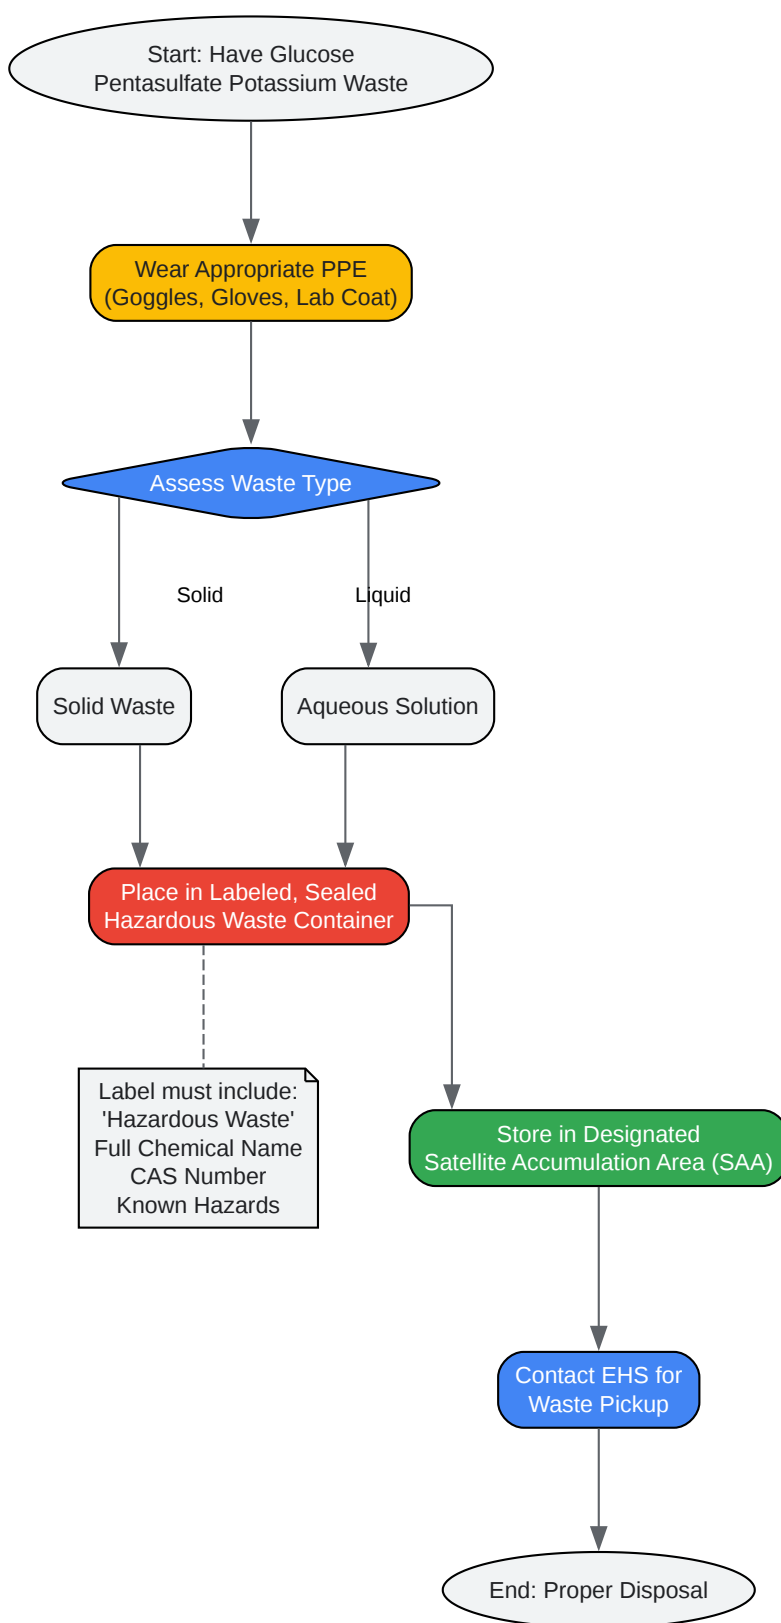 Start: Have Glucose
Pentasulfate Potassium Waste
Wear Appropriate PPE
(Goggles, Gloves, Lab Coat)
Assess Waste Type
Solid
Liquid
Solid Waste
Aqueous Solution
Place in Labeled, Sealed
Hazardous Waste Container
Label must include:
'Hazardous Waste'
Full Chemical Name
CAS Number
Known Hazards
Store in Designated
Satellite Accumulation Area (SAA)
Contact EHS for
Waste Pickup
End: Proper Disposal